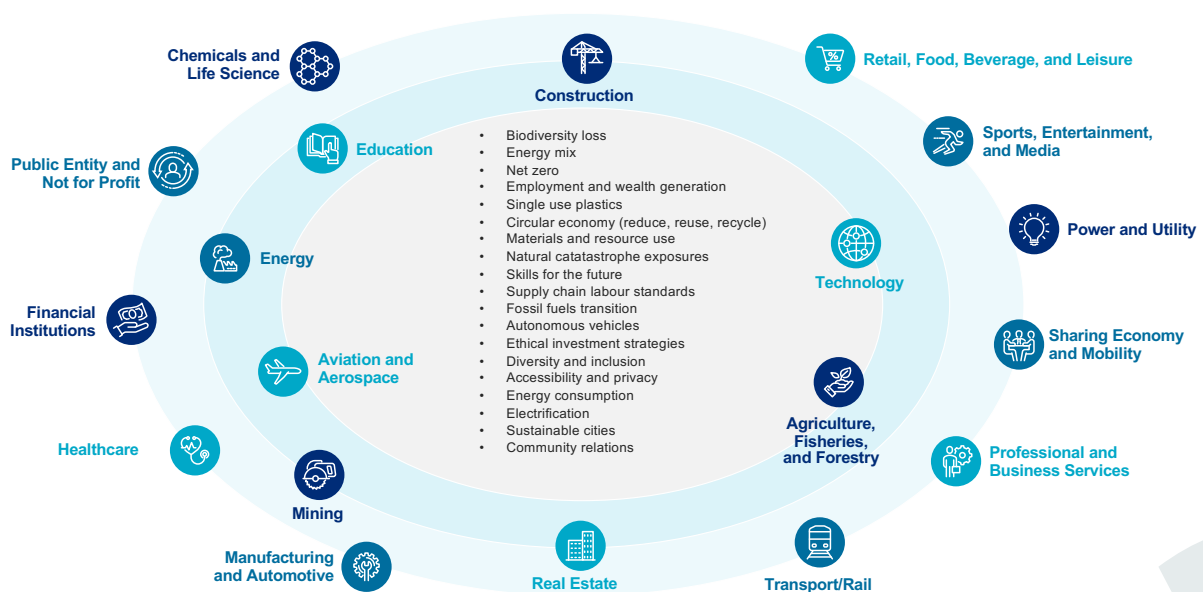 Chemicals and
Life Science
Construction
Retail, Food, Beverage, and Leisure
Education
Sports, Entertainment,
and Media
Public Entity and
Not for Profit
Energy
Power and Utility
Technology
Financial
Institutions
Aviation and
Aerospace
Sharing Economy
and Mobility
• Biodiversity loss
• Energy mix
• Net zero
• Employment and wealth generation
• Single use plastics
• Circular economy (reduce, reuse, recycle)
• Materials and resource use
• Natural catatastrophe exposures
• Skills for the future
• Supply chain labour standards
• Fossil fuels transition
• Autonomous vehicles
• Ethical investment strategies
• Diversity and inclusion
• Accessibility and privacy
• Energy consumption
• Electrification
• Sustainable cities
• Community relations
Agriculture,
Fisheries,
and Forestry
Healthcare
Professional and
Business Services
Mining
Manufacturing
and Automotive
Real Estate
Transport/Rail
%